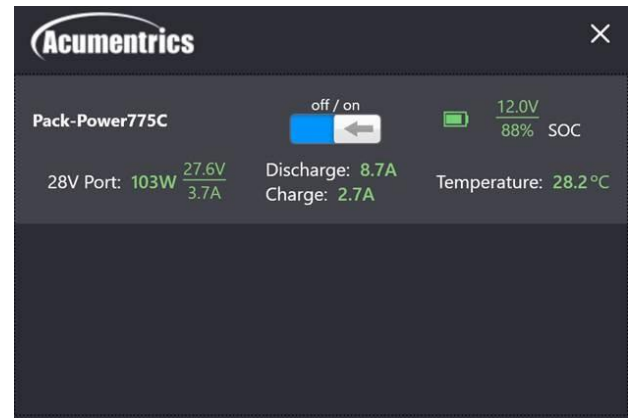 Acumentrics
Pack-Power775C
off / on
12.0V
88% SOC
28V Port: 103W 27.6V
3.7A
Discharge: 8.7A
Charge: 2.7A
Temperature: 28.2°C